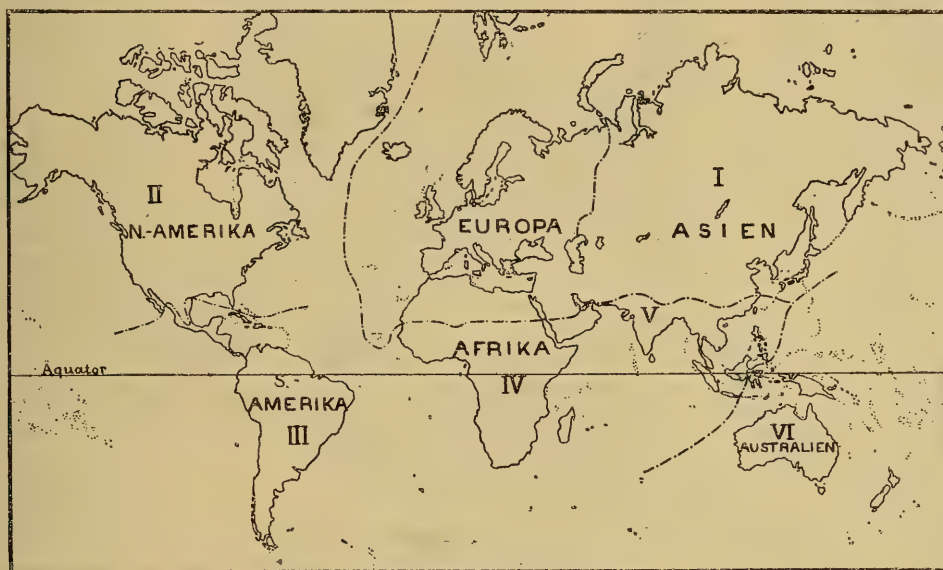 II
N.-AMERIKA
EUROPA
I
ASIEN
V
AFRIKA
Äquator
S.
IV
AMERIKA
III
VI
AUSTRALIEN